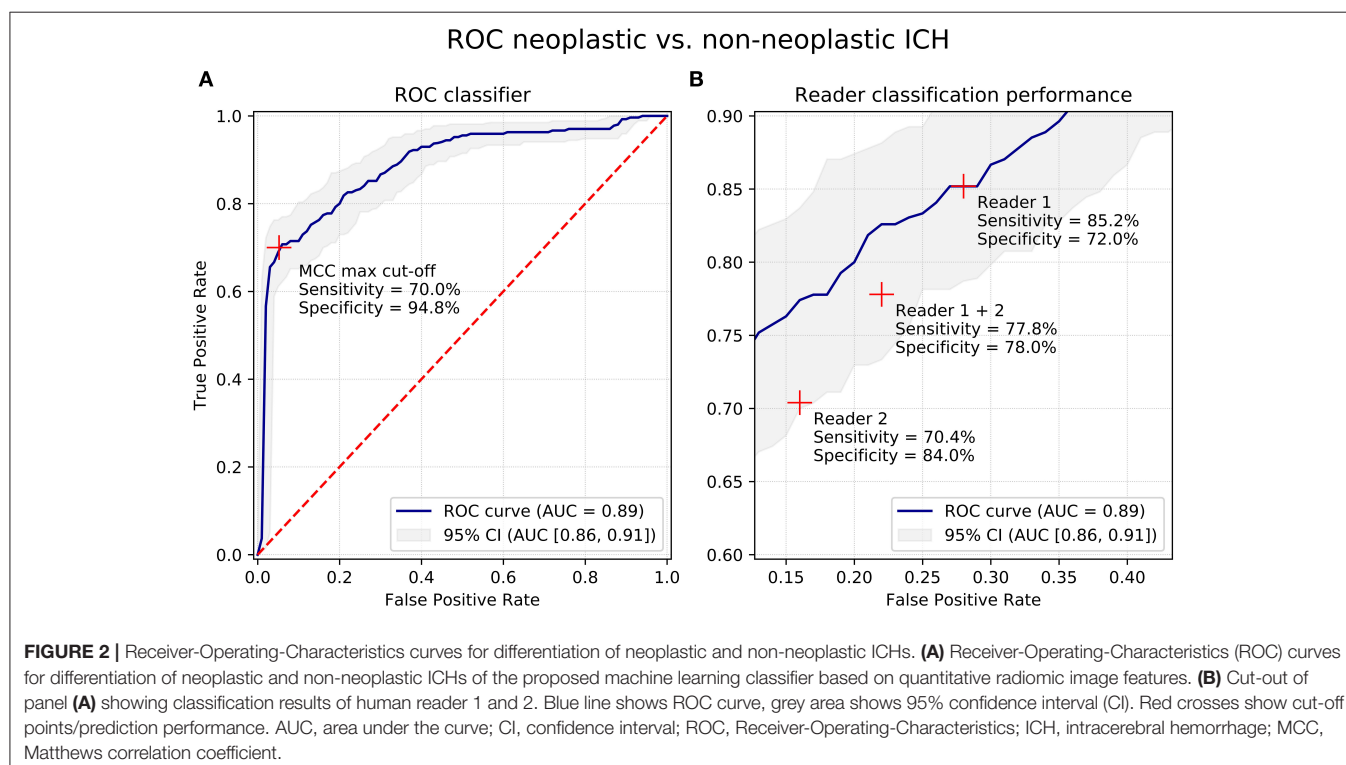 ROC neoplastic vs. non-neoplastic ICH
A
ROC classifier
1.0
0.8
0.6
0.4
0.2
0.0
True Positive Rate
MCC max cut-off
Sensitivity = 70.0%
Specificity = 94.8%
ROC curve (AUC = 0.89)
95% CI (AUC [0.86, 0.91])
0.0 0.2 0.4 0.6 0.8 1.0
False Positive Rate
B
Reader classification performance
0.90
0.85
0.80
0.75
0.70
0.65
0.60
Reader 1
Sensitivity = 85.2%
Specificity = 72.0%
Reader 1 + 2
Sensitivity = 77.8%
Specificity = 78.0%
Reader 2
Sensitivity = 70.4%
Specificity = 84.0%
ROC curve (AUC = 0.89)
95% CI (AUC [0.86, 0.91])
0.15 0.20 0.25 0.30 0.35 0.40
False Positive Rate
FIGURE 2 | Receiver-Operating-Characteristics curves for differentiation of neoplastic and non-neoplastic ICHs. (A) Receiver-Operating-Characteristics (ROC) curves
for differentiation of neoplastic and non-neoplastic ICHs of the proposed machine learning classifier based on quantitative radiomic image features. (B) Cut-out of
panel (A) showing classification results of human reader 1 and 2. Blue line shows ROC curve, grey area shows 95% confidence interval (CI). Red crosses show cut-off
points/prediction performance. AUC, area under the curve; CI, confidence interval; ROC, Receiver-Operating-Characteristics; ICH, intracerebral hemorrhage; MCC,
Matthews correlation coefficient.